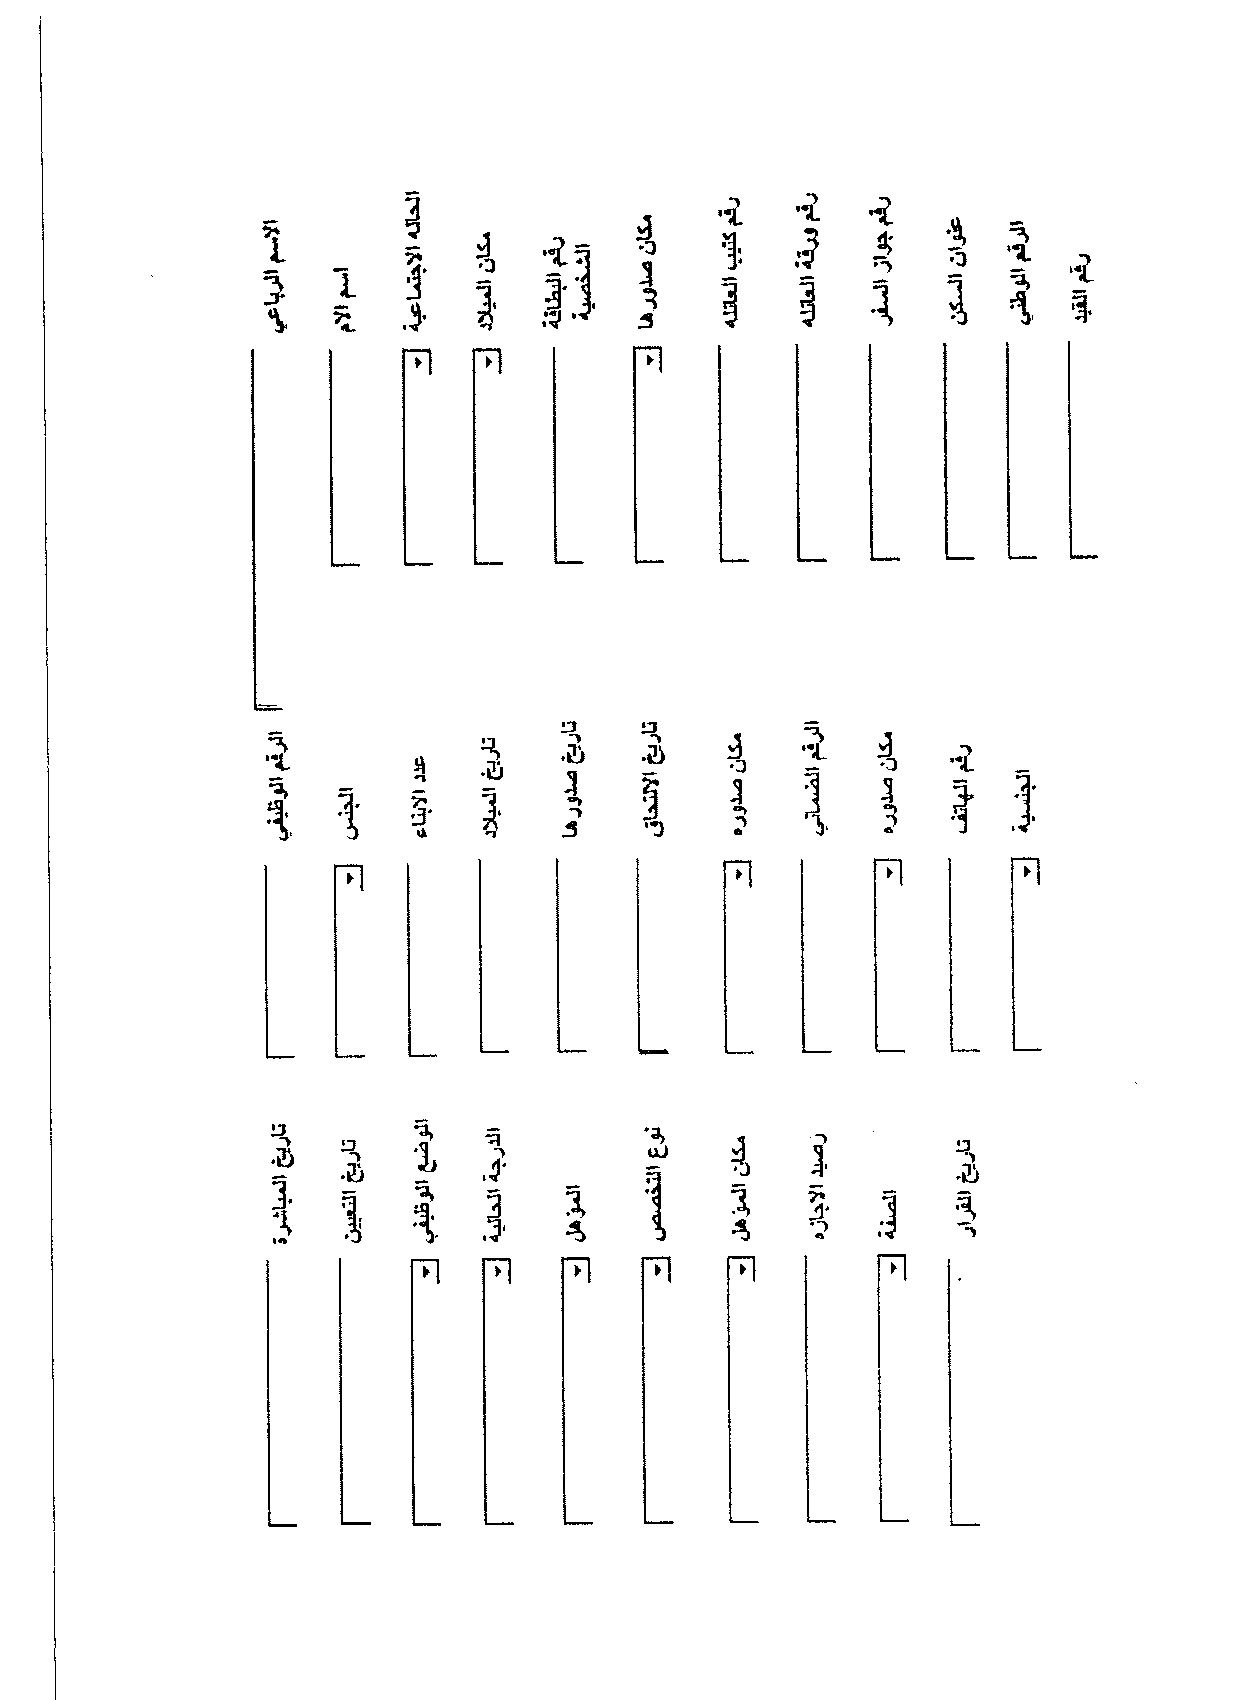 الاسم الرباعي
الرقم الوظيفي
تاريخ المباشرة
اسم الام
الجنس
تاريخ التعيين
الحاله الاجتماعية
عدد الابناء
الوضع الوظيفي
مكان الميلاد
تاريخ الميلاد
الدرجة الحالية
رقم البطاقة
الشخصية
تاريخ صدورها
المؤهل
مكان صدورها
تاريخ الالتحاق
نوع التخصص
رقم كتيب العائله
مكان صدوره
مكان المؤهل
رقم ورقة العائله
الرقم الضماني
رصيد الاجازه
رقم جواز السفر
مكان صدوره
الصفة
عنوان السكن
رقم الهاتف
تاريخ القرار
الرقم الوطني
الجنسية
رقم القيد